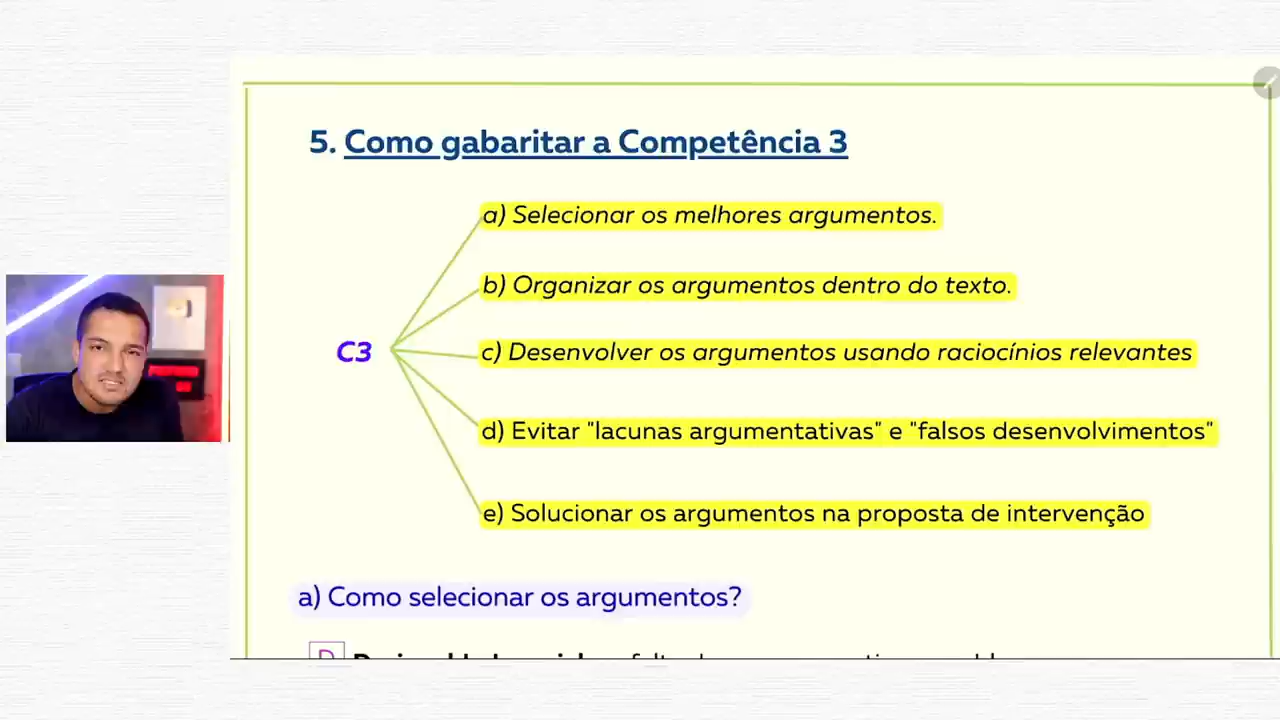 5. Como gabaritar a Competência 3
a) Selecionar os melhores argumentos.
b) Organizar os argumentos dentro do texto.
C3
c) Desenvolver os argumentos usando raciocínios relevantes
d) Evitar "lacunas argumentativas" e "falsos desenvolvimentos"
e) Solucionar os argumentos na proposta de intervenção
a) Como selecionar os argumentos?